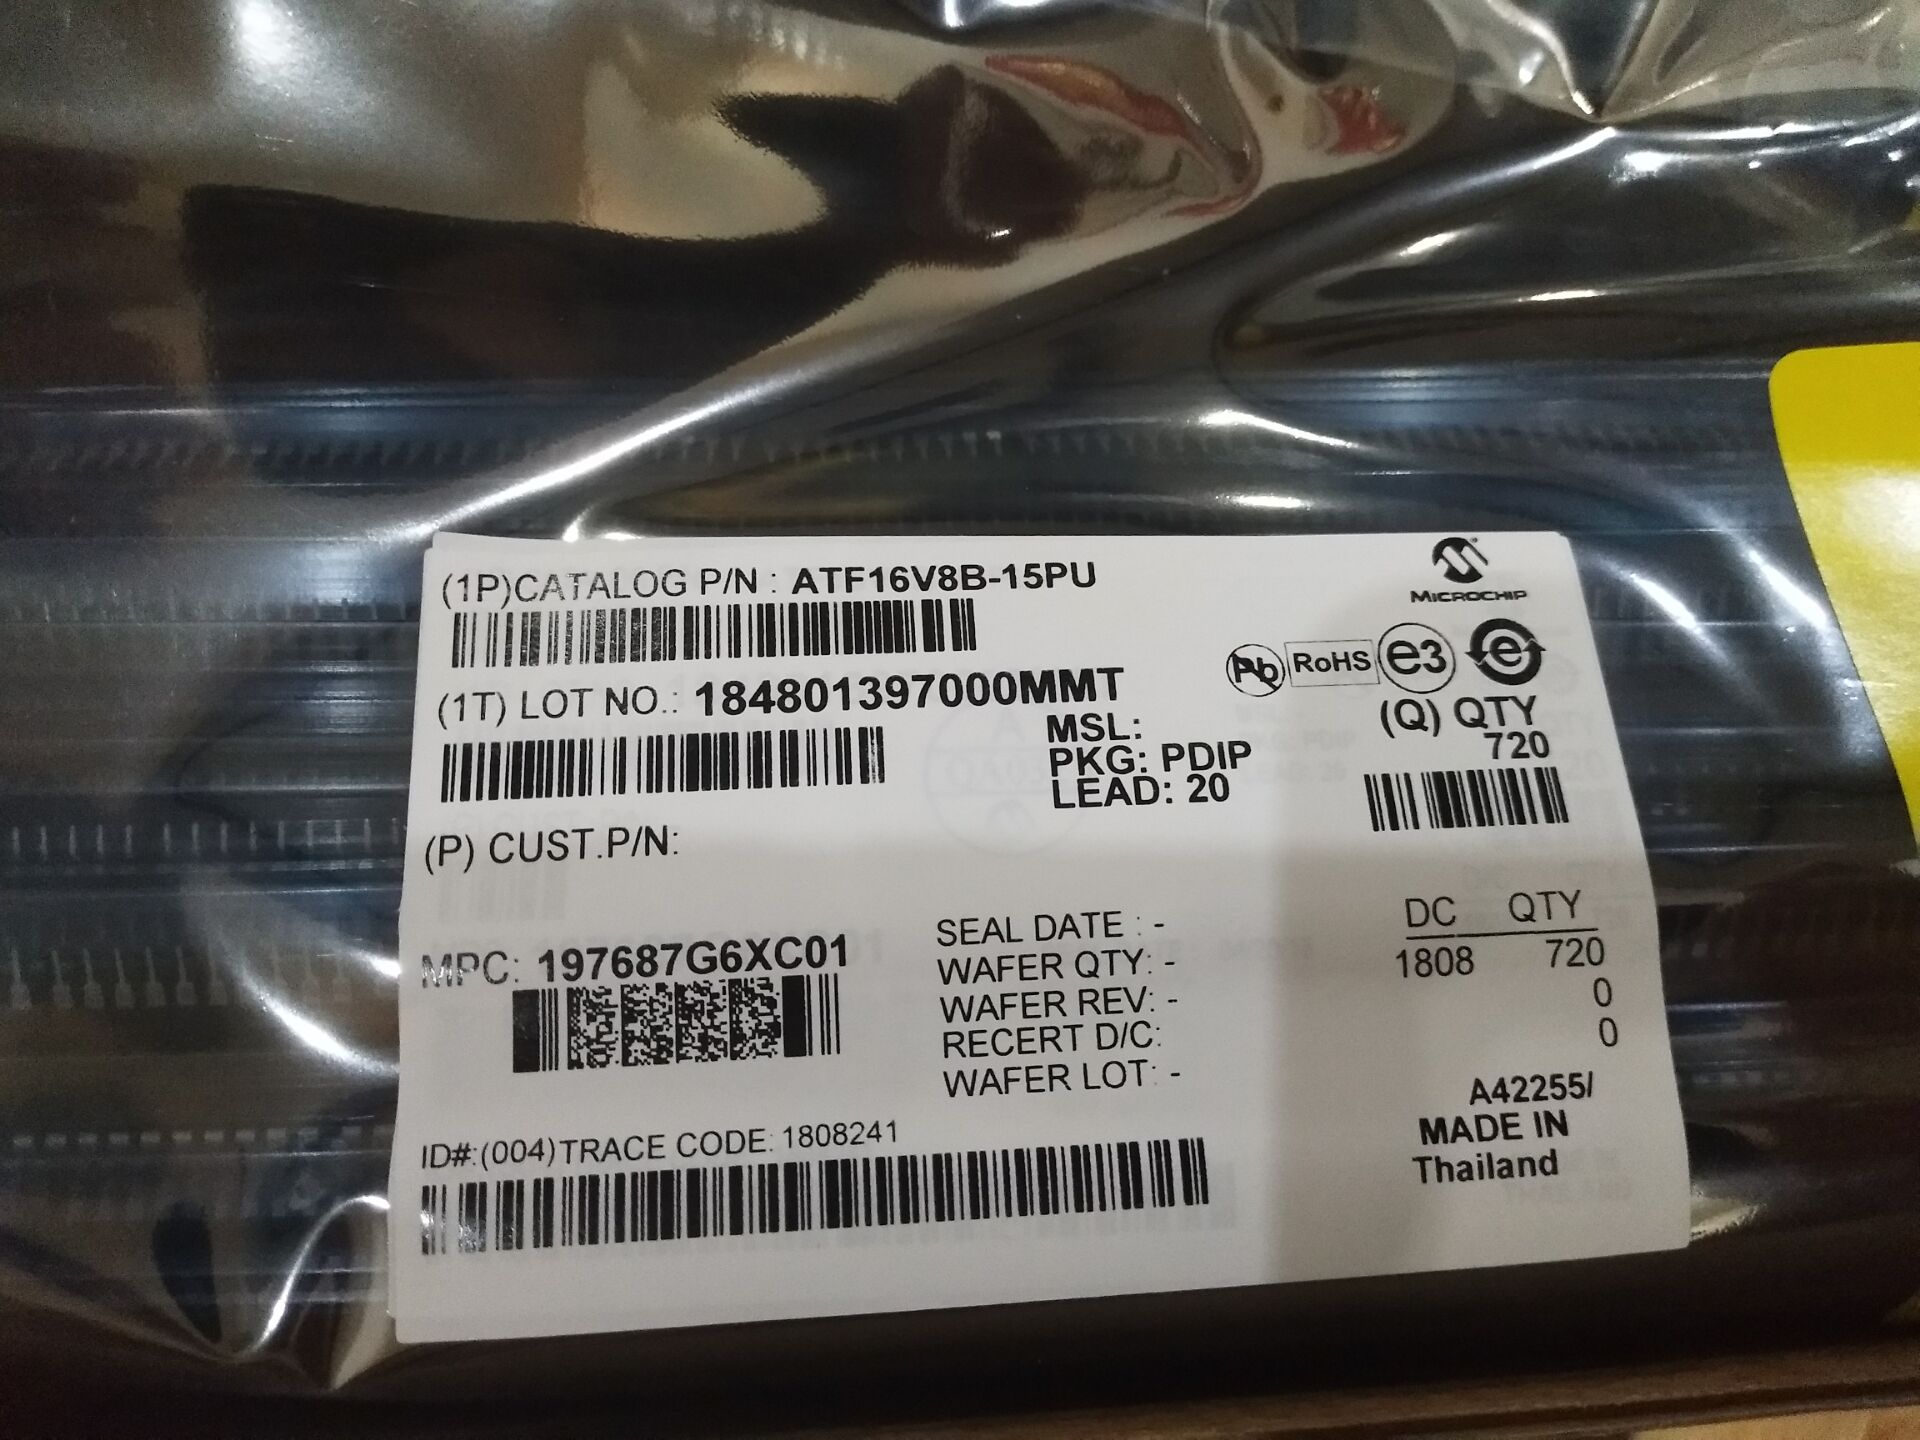 (1P)CATALOG P/N : ATF16V8B-15PU
MICROCHIP
Pb RoHS e3 e
(1T) LOT NO.: 184801397000MMT
MSL:
PKG: PDIP
LEAD: 20
(Q) QTY
720
(P) CUST.P/N:
MPC: 197687G6XC01
SEAL DATE : -
WAFER QTY: -
WAFER REV: -
RECERT D/C:
WAFER LOT: -
DC QTY
1808 720
0
0
A42255/
MADE IN
Thailand
ID#:(004)TRACE CODE: 1808241